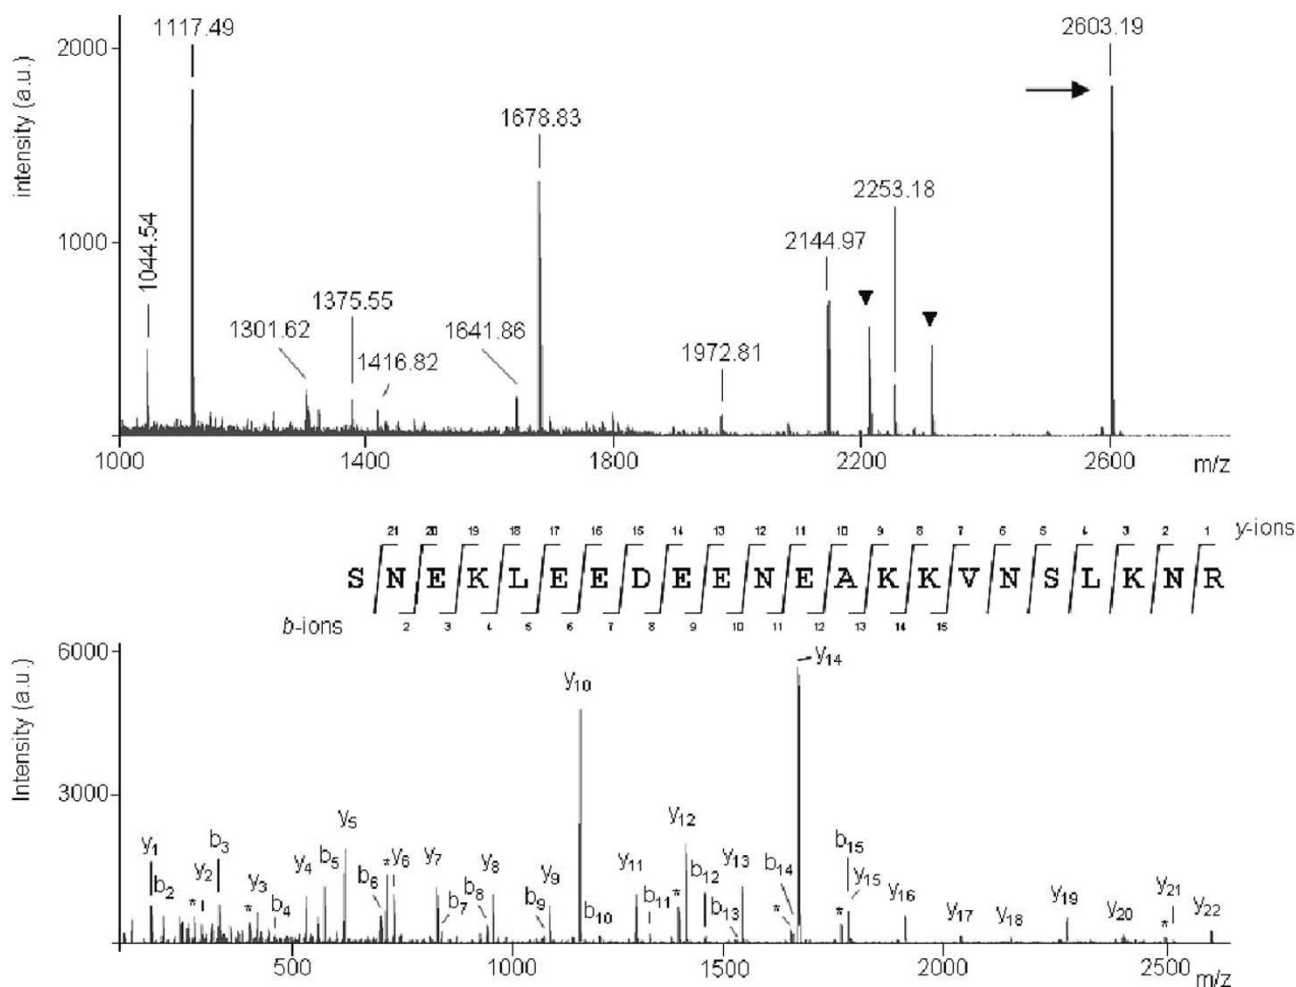 1117.49
2603.19
2000
1678.83
2253.18
2144.97
1000
1044.54
1375.55
1301.62
1416.82
1641.86
1972.81
intensity (a.u.)
1000 1400 1800 2200 2600 m/z
21 20 19 18 17 16 15 14 13 12 11 10 9 8 7 6 5 4 3 2 1 y-ions
S N E K L E E D E E N E A K K V N S L K N R
b-ions 2 3 4 5 6 7 8 9 10 11 12 13 14 15
6000
y14
y10
Intensity (a.u.)
3000
y1 b2 * y2 b3 * y3 b4 y4 b5 y5 b6 * y6 y7 b7 b8 y8 b9 y9 b10 y11 b11 * y12 b12 b13 y13 * b14 * b15 y15 y16 y17 y18 y19 y20 * y21 y22
500 1000 1500 2000 2500 m/z